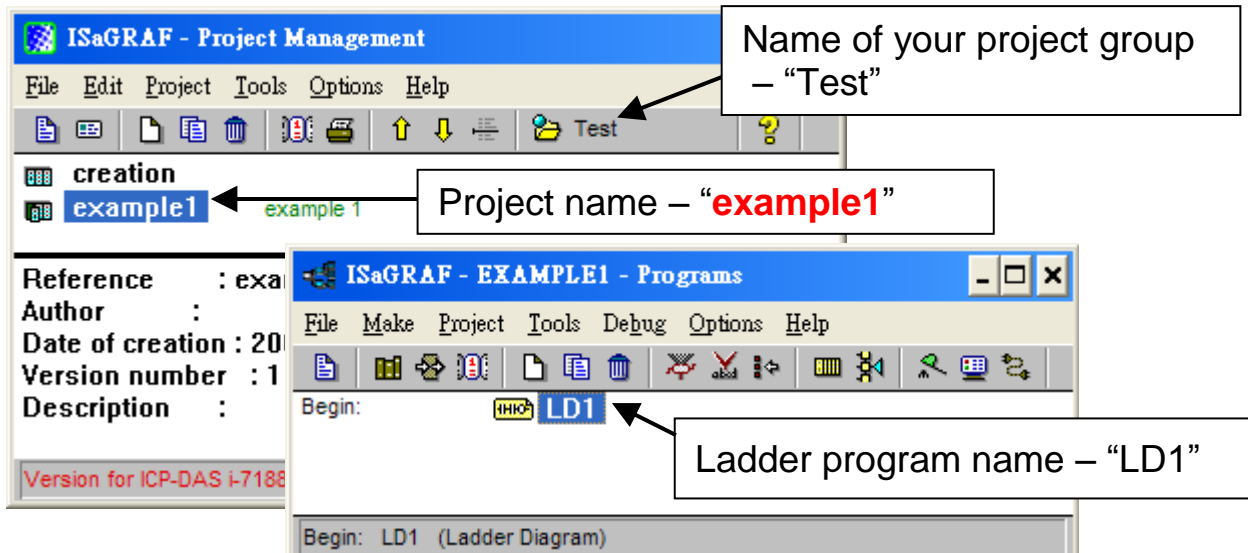 ISaGRAF - Project Management
File Edit Project Tools Options Help
Test
Name of your project group
– “Test”
creation
example1 example 1
Project name – “example1”
Reference : exa
Author :
Date of creation : 20
Version number : 1
Description :
Version for ICP-DAS i-7188
ISaGRAF - EXAMPLE1 - Programs
File Make Project Tools Debug Options Help
Begin: LD1
Ladder program name – “LD1”
Begin: LD1 (Ladder Diagram)